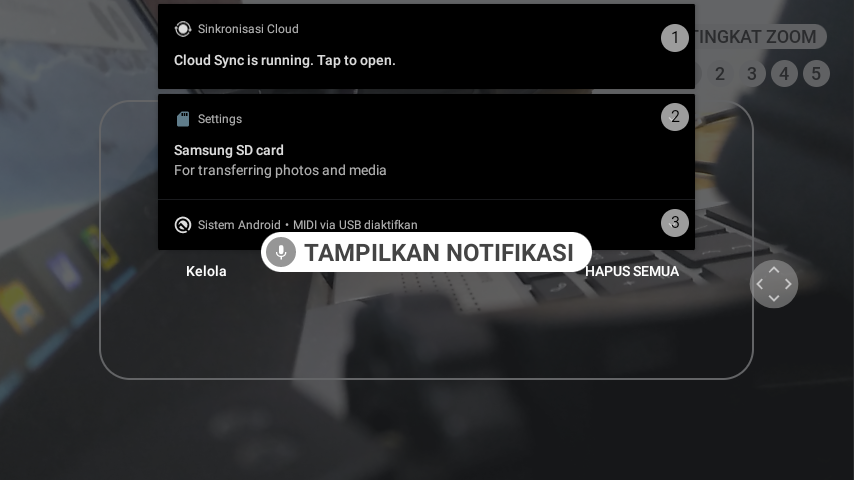 Sinkronisasi Cloud
1
TINGKAT ZOOM
Cloud Sync is running. Tap to open.
2 3 4 5
Settings
2
Samsung SD card
For transferring photos and media
Sistem Android • MIDI via USB diaktifkan
3
TAMPILKAN NOTIFIKASI
Kelola
HAPUS SEMUA